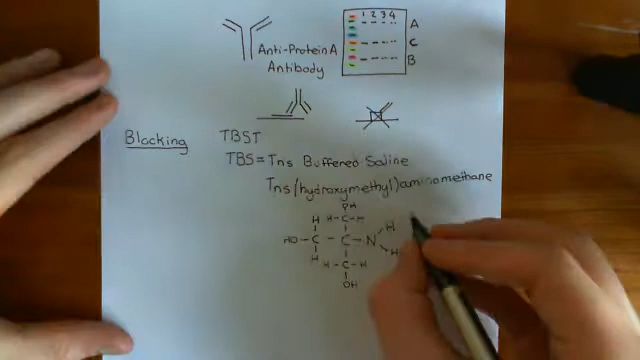 1 2 3 4
A
C
B
Anti-Protein A
Antibody
Blocking
TBST
TBS = Tris Buffered Saline
Tris (hydroxymethyl) aminomethane
OH
H H-C-H
HO-C-C-N H
H H-C-H H
OH